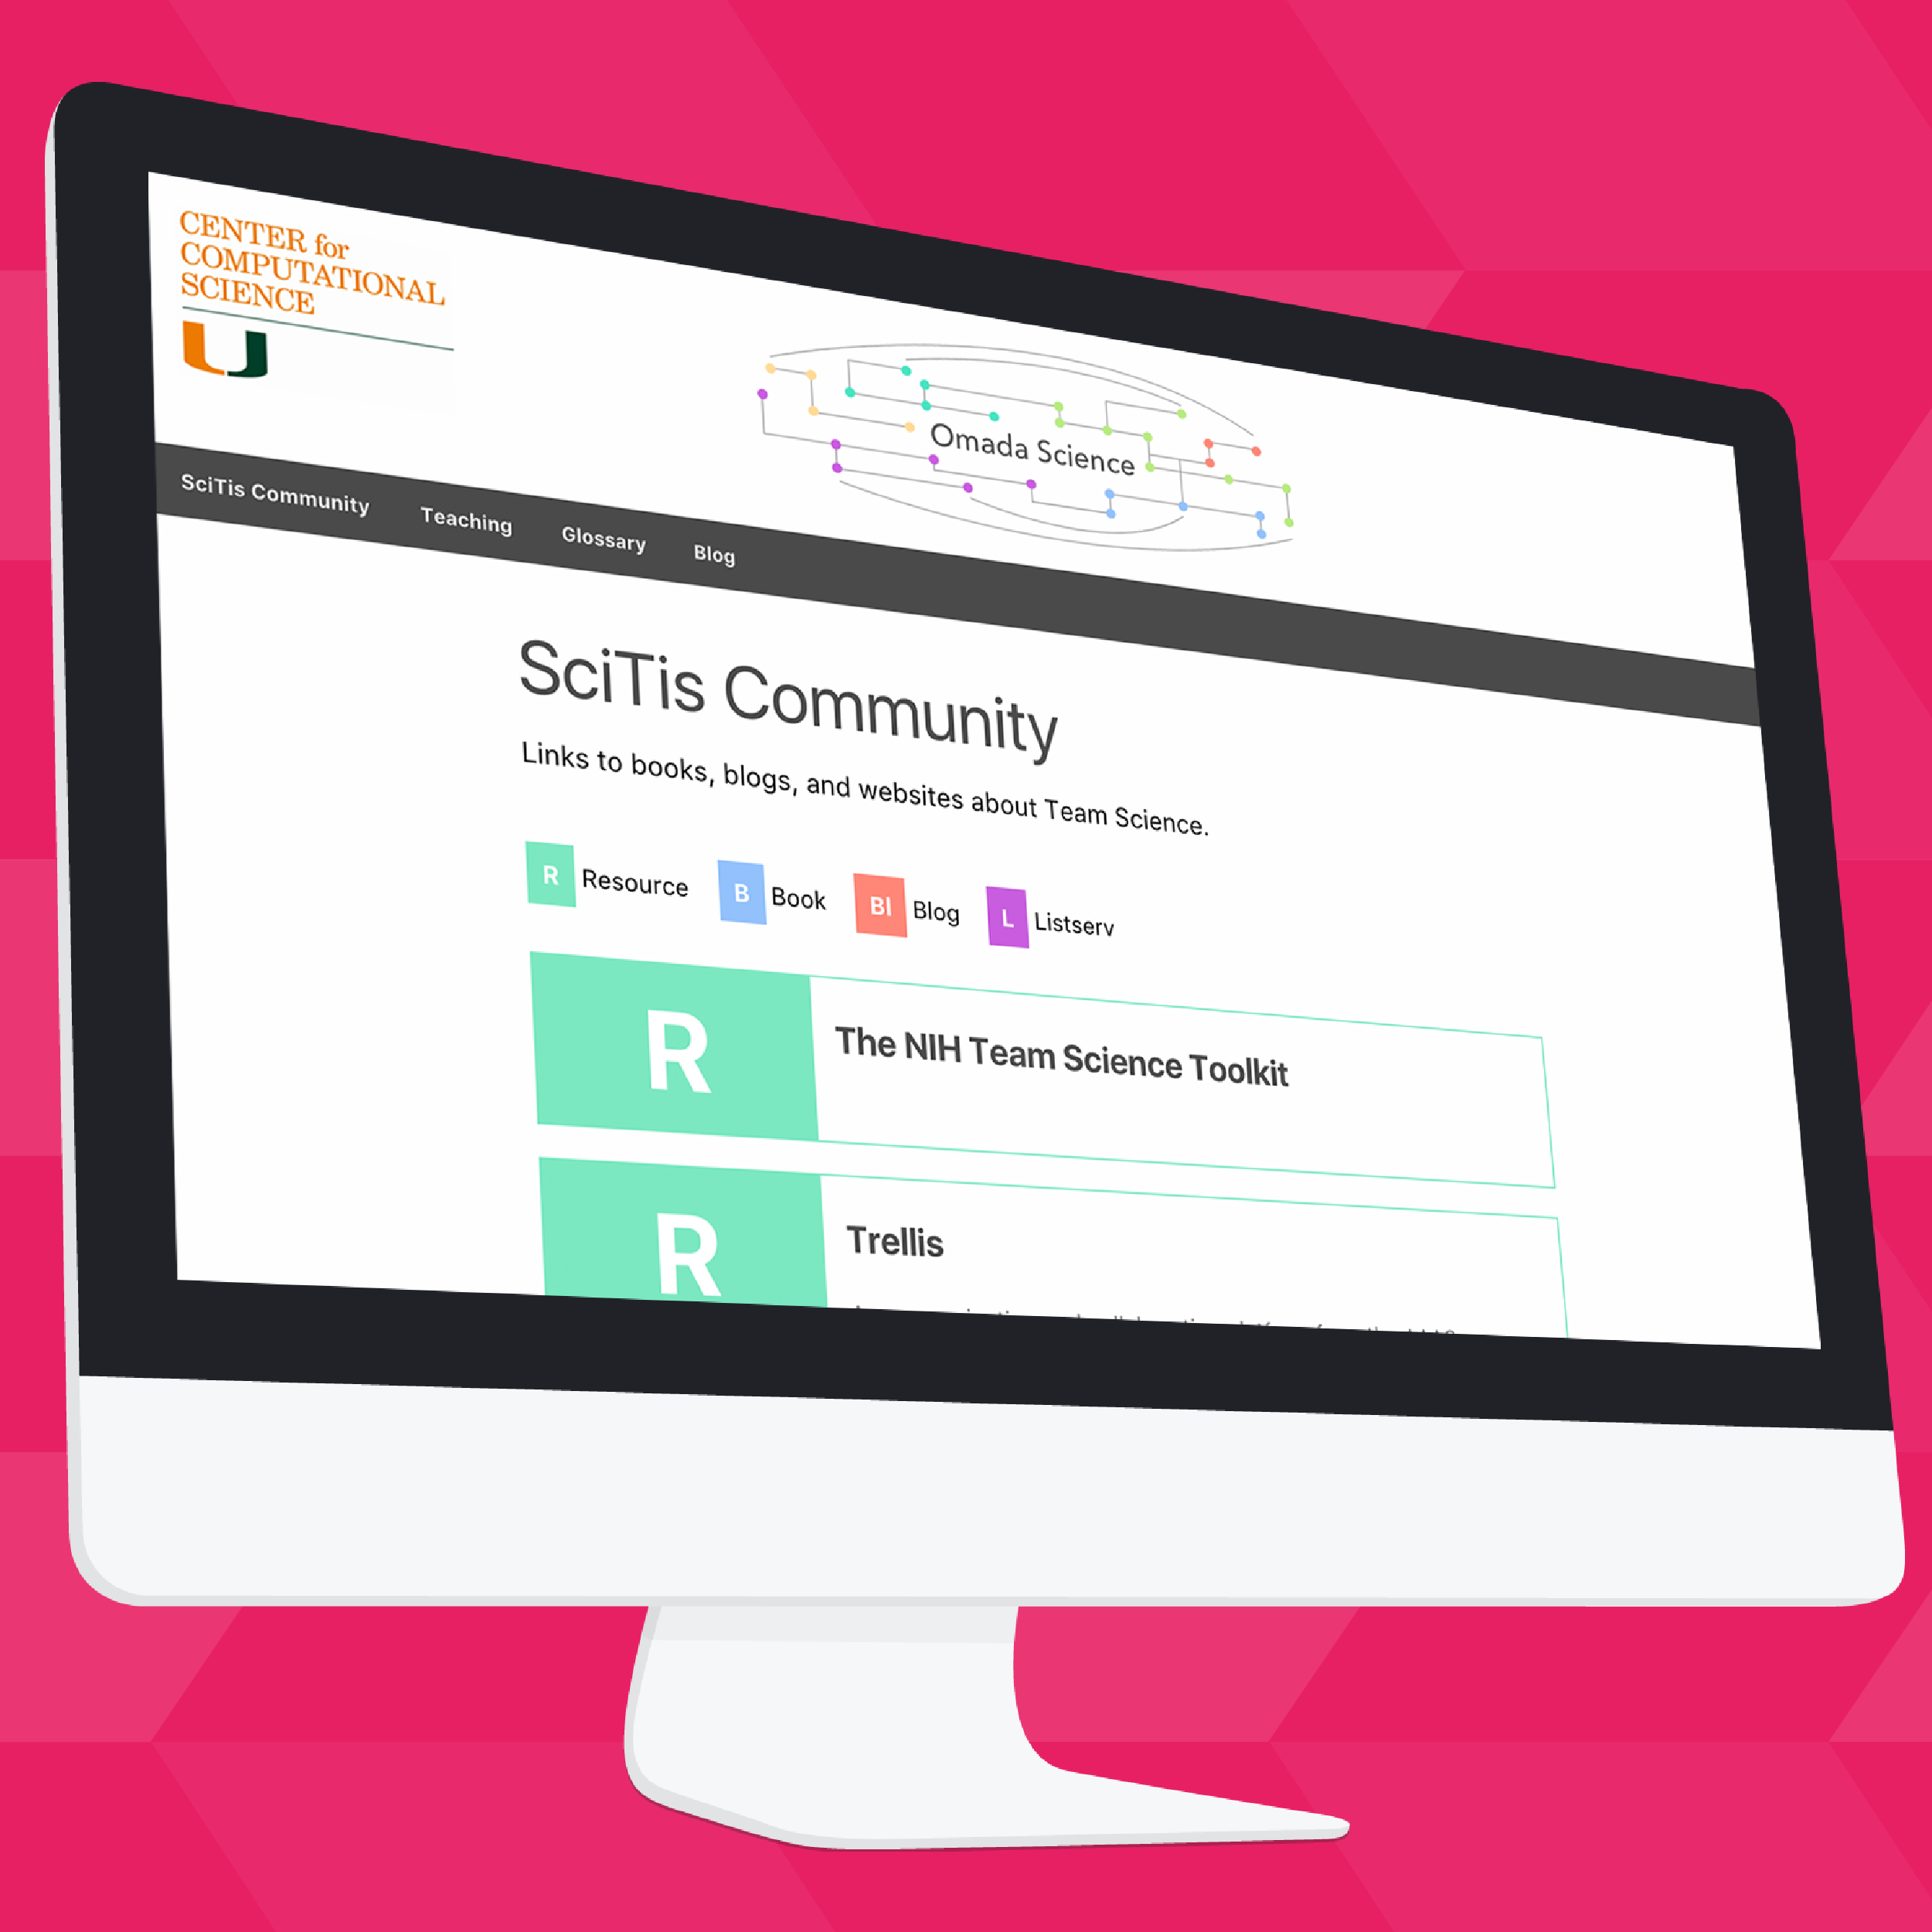 CENTER for
COMPUTATIONAL
SCIENCE
U
Omada Science
SciTis Community Teaching Glossary Blog
SciTis Community
Links to books, blogs, and websites about Team Science.
R Resource B Book Bl Blog L Listserv
R The NIH Team Science Toolkit
R Trellis